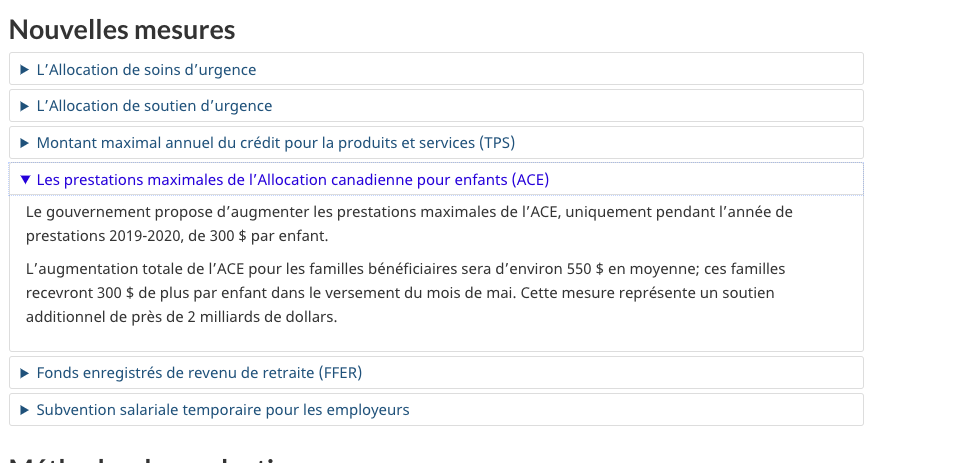 Nouvelles mesures
L’Allocation de soins d’urgence
L’Allocation de soutien d’urgence
Montant maximal annuel du crédit pour la produits et services (TPS)
Les prestations maximales de l’Allocation canadienne pour enfants (ACE)
Le gouvernement propose d’augmenter les prestations maximales de l’ACE, uniquement pendant l’année de
prestations 2019-2020, de 300 $ par enfant.
L’augmentation totale de l’ACE pour les familles bénéficiaires sera d’environ 550 $ en moyenne; ces familles
recevront 300 $ de plus par enfant dans le versement du mois de mai. Cette mesure représente un soutien
additionnel de près de 2 milliards de dollars.
Fonds enregistrés de revenu de retraite (FFER)
Subvention salariale temporaire pour les employeurs